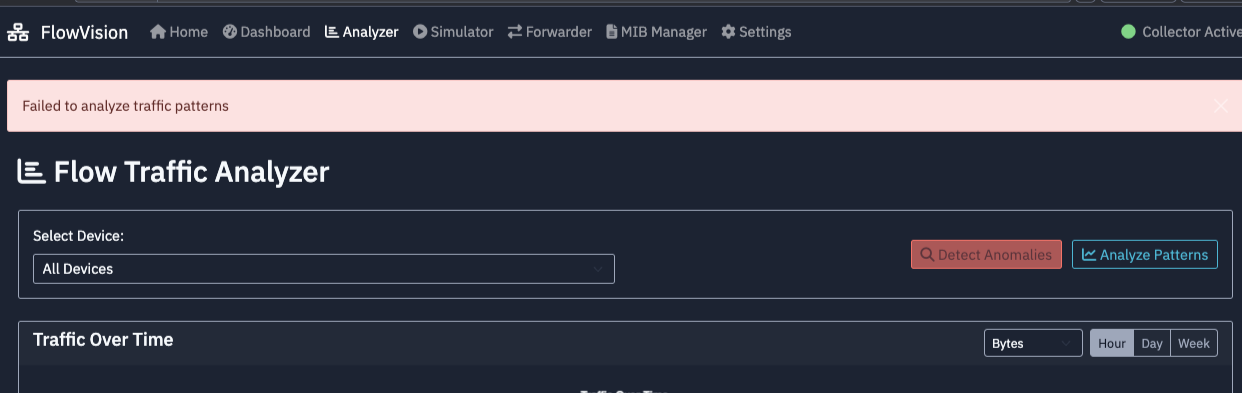 FlowVision Home Dashboard Analyzer Simulator Forwarder MIB Manager Settings Collector Active
Failed to analyze traffic patterns
Flow Traffic Analyzer
Select Device:
All Devices
Detect Anomalies Analyze Patterns
Traffic Over Time
Bytes Hour Day Week